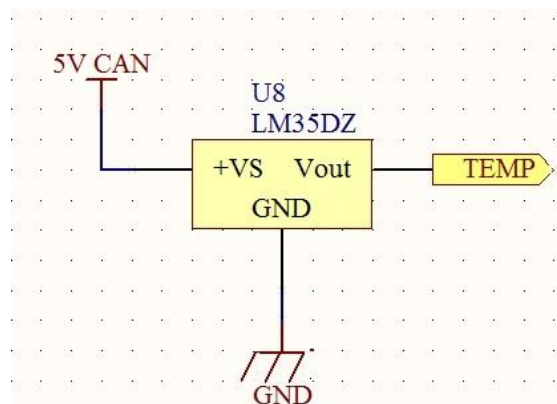 5V CAN
U8
LM35DZ
+VS Vout
TEMP
GND
GND